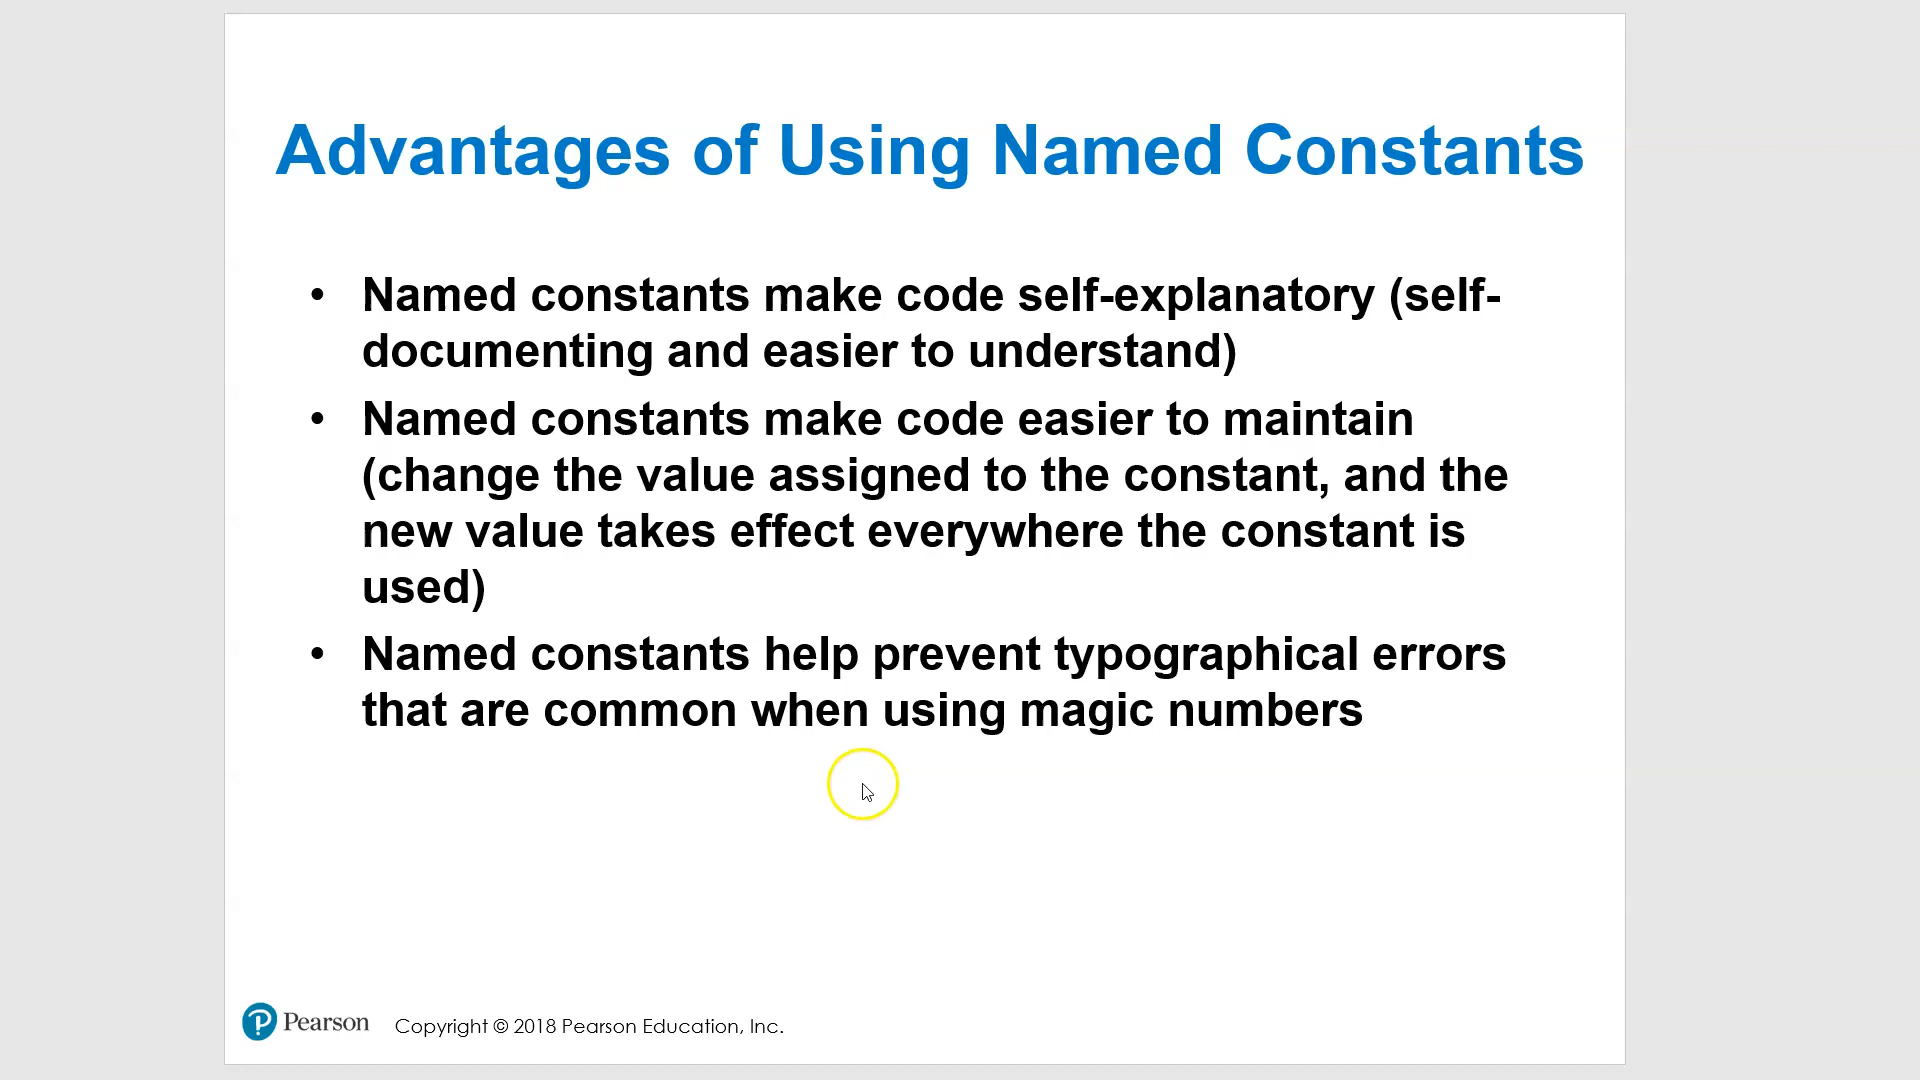 Advantages of Using Named Constants
• Named constants make code self-explanatory (self-
documenting and easier to understand)
• Named constants make code easier to maintain
(change the value assigned to the constant, and the
new value takes effect everywhere the constant is
used)
• Named constants help prevent typographical errors
that are common when using magic numbers
Pearson Copyright © 2018 Pearson Education, Inc.